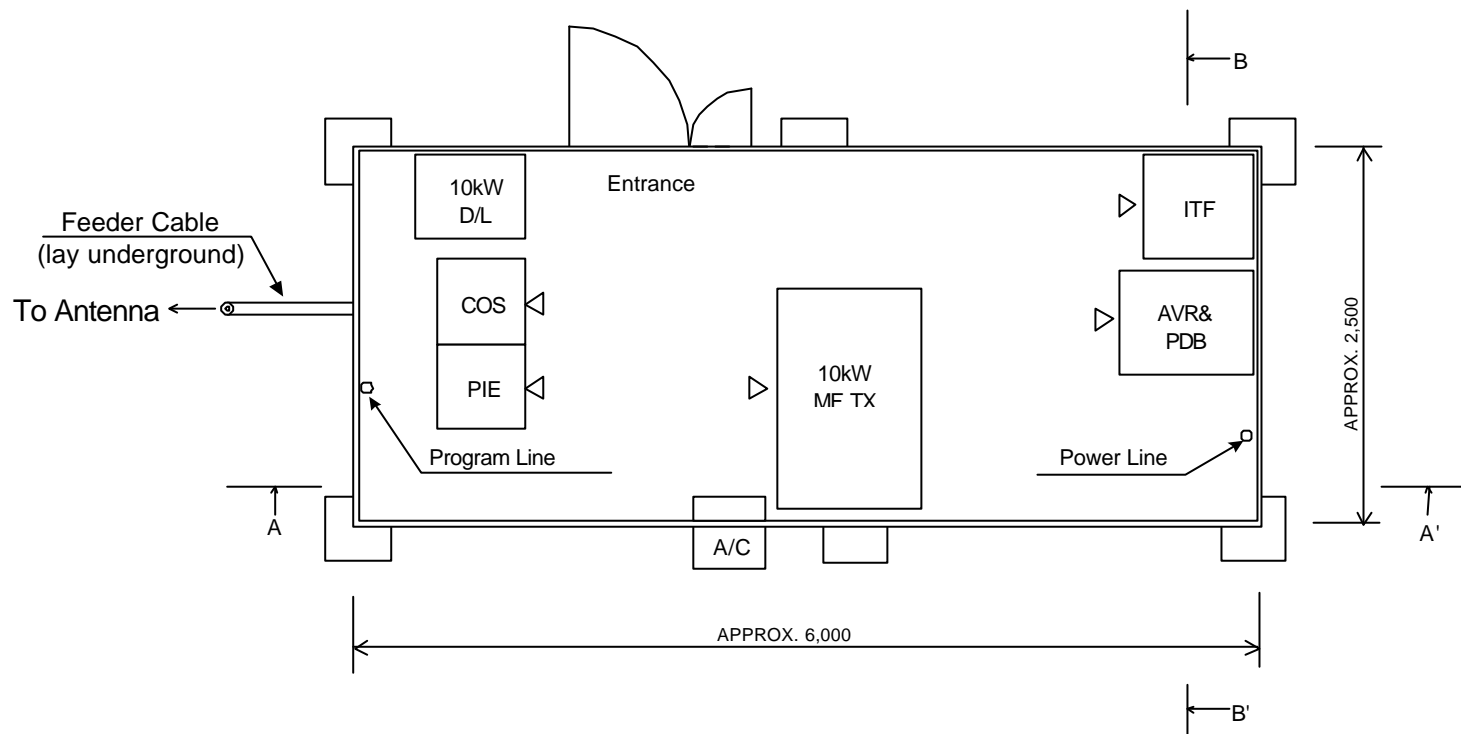 B
10kW
D/L
Entrance
ITF
Feeder Cable
(lay underground)
To Antenna
COS
AVR&
PDB
PIE
10kW
MF TX
APPROX. 2,500
Program Line
Power Line
A
A'
A/C
APPROX. 6,000
B'